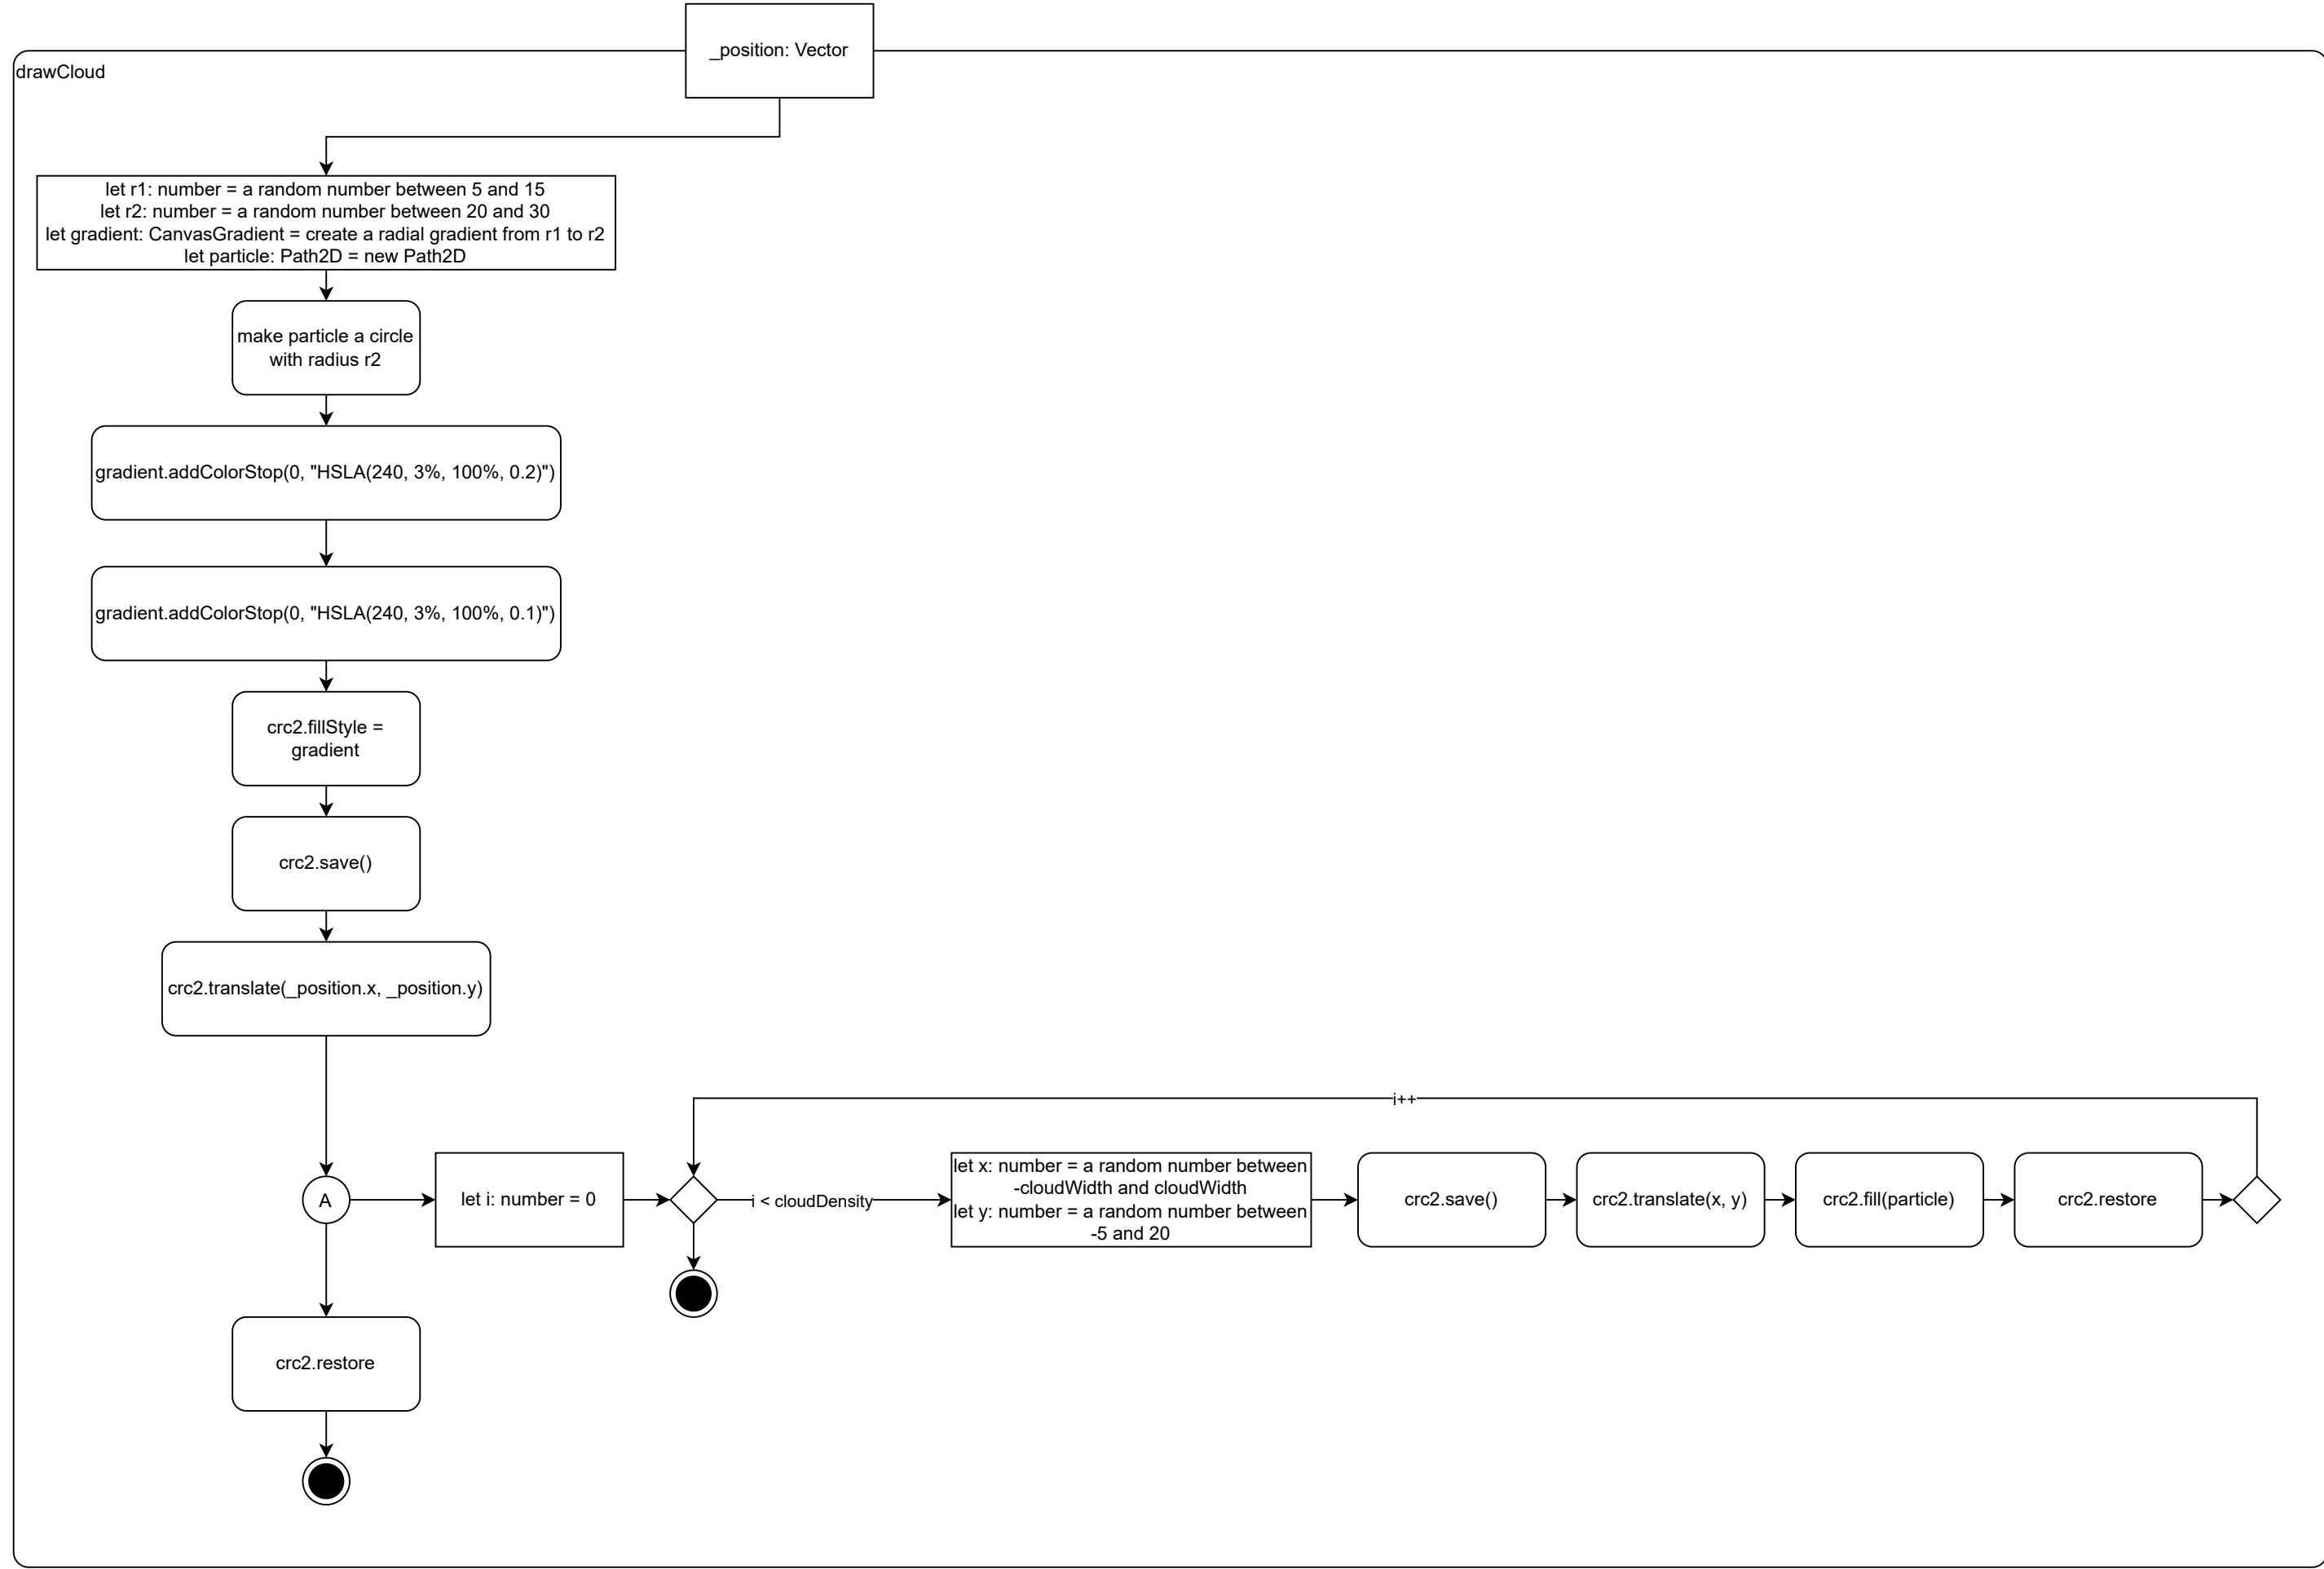 _position: Vector
drawCloud
let r1: number = a random number between 5 and 15
let r2: number = a random number between 20 and 30
let gradient: CanvasGradient = create a radial gradient from r1 to r2
let particle: Path2D = new Path2D
make particle a circle
with radius r2
gradient.addColorStop(0, "HSLA(240, 3%, 100%, 0.2)")
gradient.addColorStop(0, "HSLA(240, 3%, 100%, 0.1)")
crc2.fillStyle =
gradient
crc2.save()
crc2.translate(_position.x, _position.y)
i++
A
let i: number = 0
i < cloudDensity
let x: number = a random number between
-cloudWidth and cloudWidth
let y: number = a random number between
-5 and 20
crc2.save()
crc2.translate(x, y)
crc2.fill(particle)
crc2.restore
crc2.restore